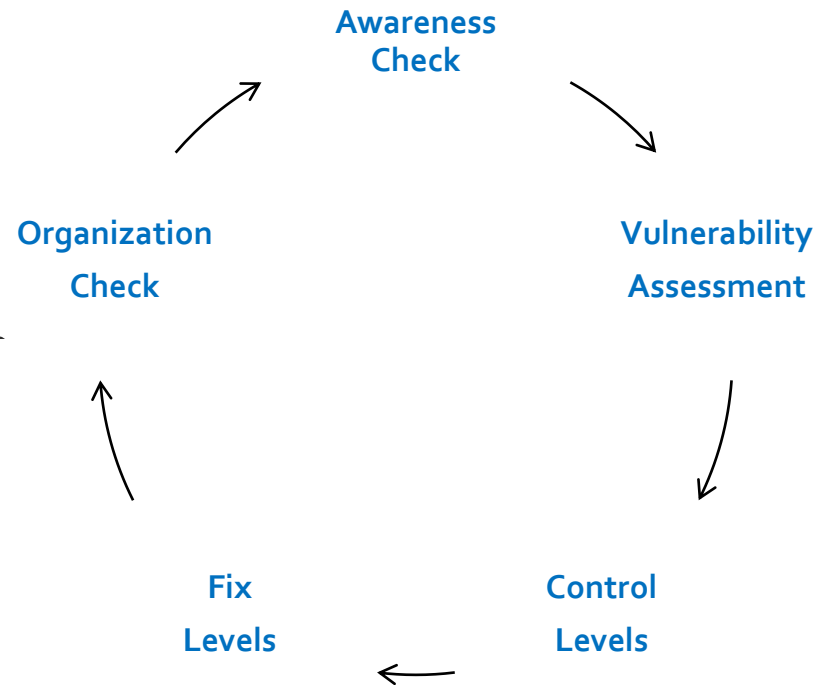 Awareness
Check
Vulnerability
Assessment
Control
Levels
Fix
Levels
Organization
Check